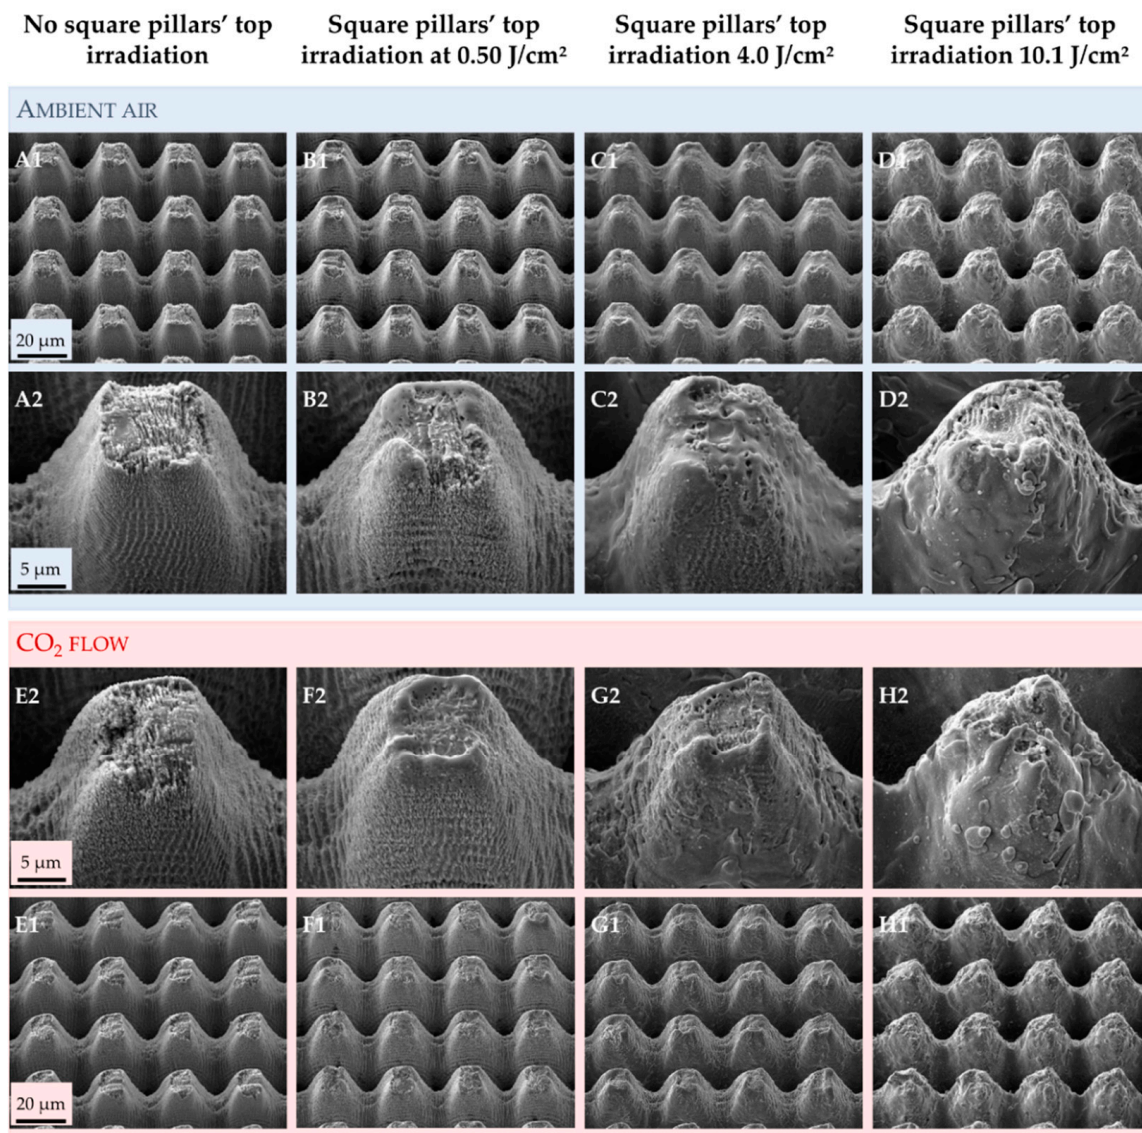 No square pillars’ top
irradiation
Square pillars’ top
irradiation at 0.50 J/cm²
Square pillars’ top
irradiation 4.0 J/cm²
Square pillars’ top
irradiation 10.1 J/cm²
AMBIENT AIR
A1
B1
C1
D1
20 μm
A2
B2
C2
D2
5 μm
CO₂ FLOW
E2
F2
G2
H2
5 μm
E1
F1
G1
H1
20 μm